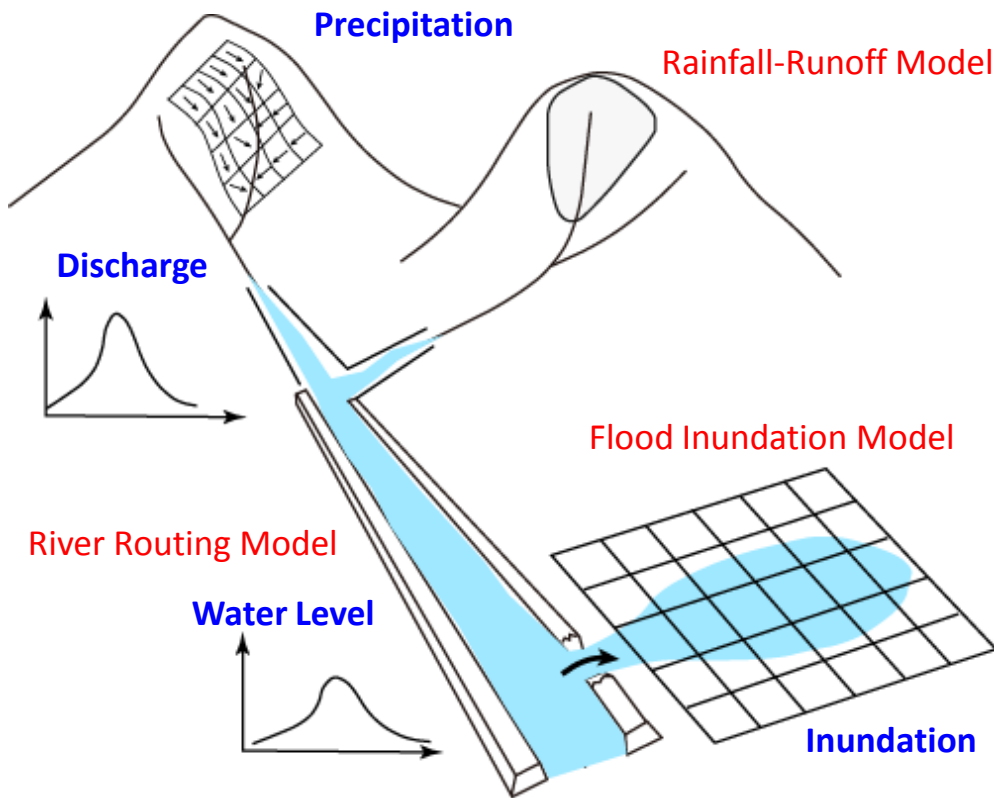 Precipitation
Rainfall-Runoff Model
Discharge
Flood Inundation Model
River Routing Model
Water Level
Inundation